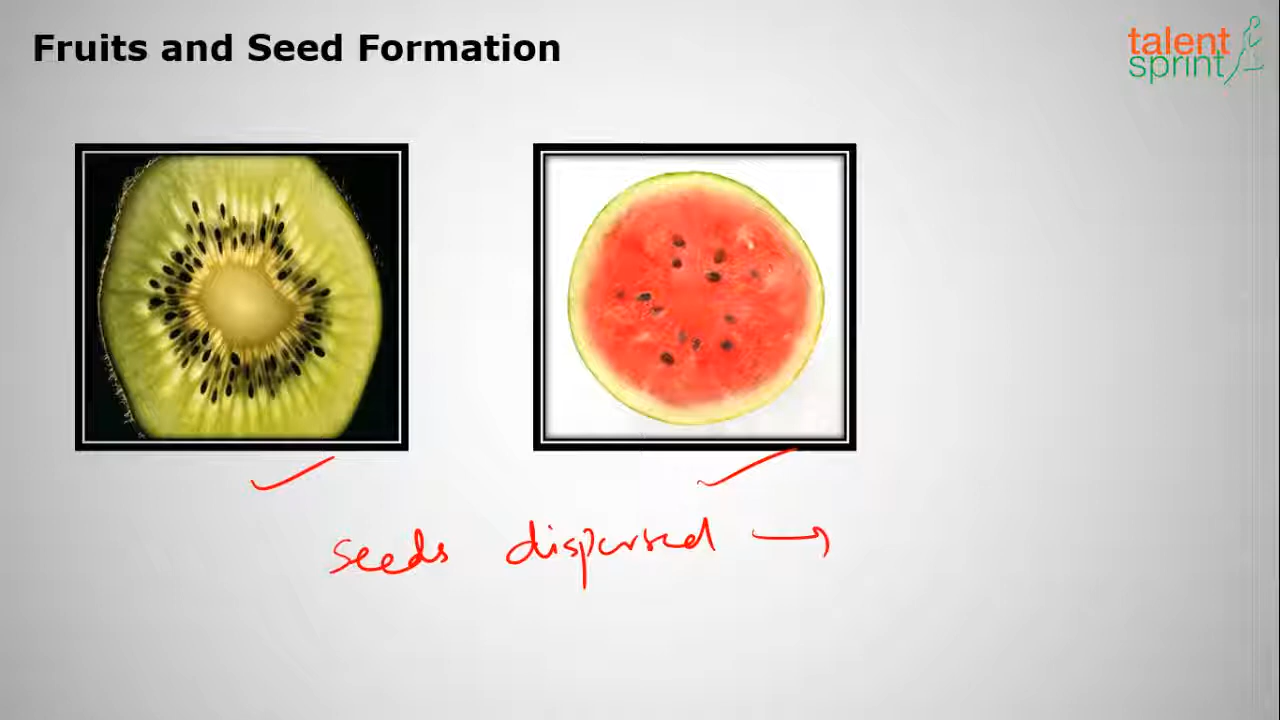 Fruits and Seed Formation
talent
sprint
seeds dispersed →